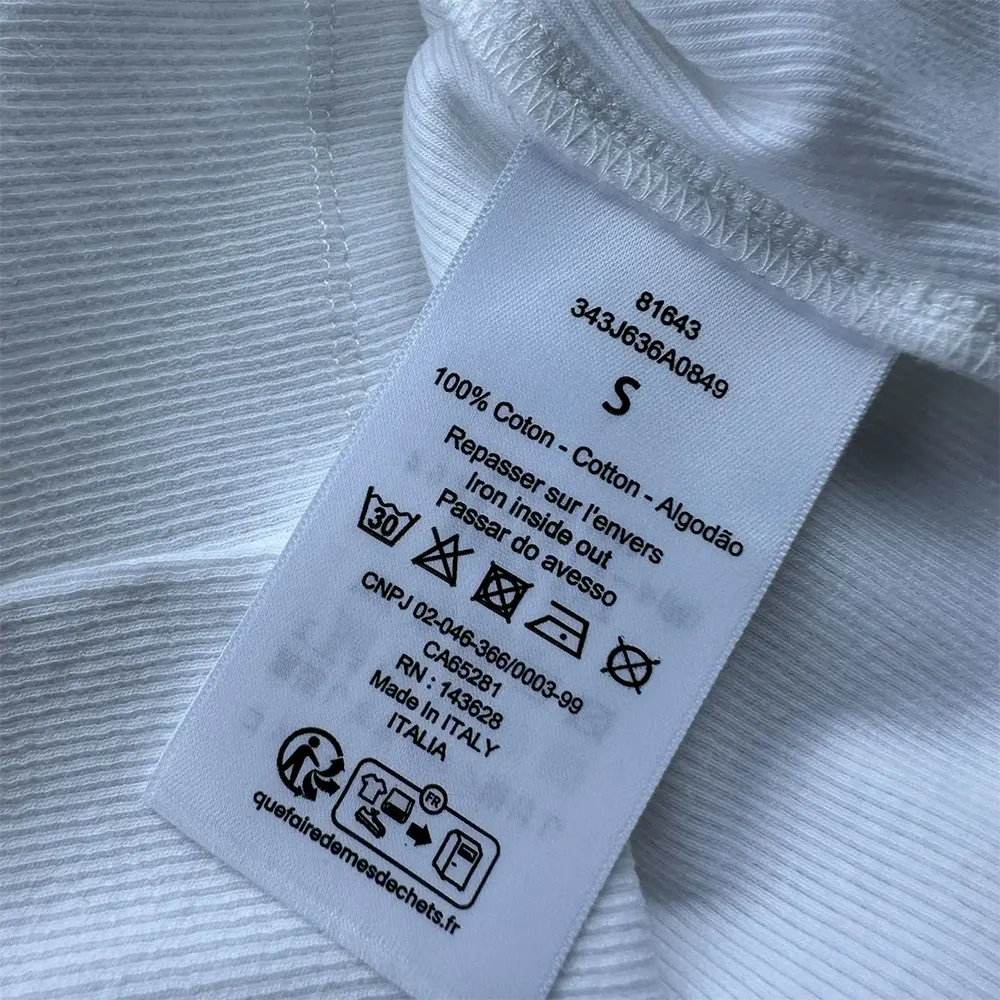 81643
343J636A0849
S
100% Coton - Cotton - Algodão
Repasser sur l'envers
Iron inside out
Passar do avesso
30
CNPJ 02-046-366/0003-99
CA65281
RN : 143628
Made In ITALY
ITALIA
FR
quefairedemesdechets.fr